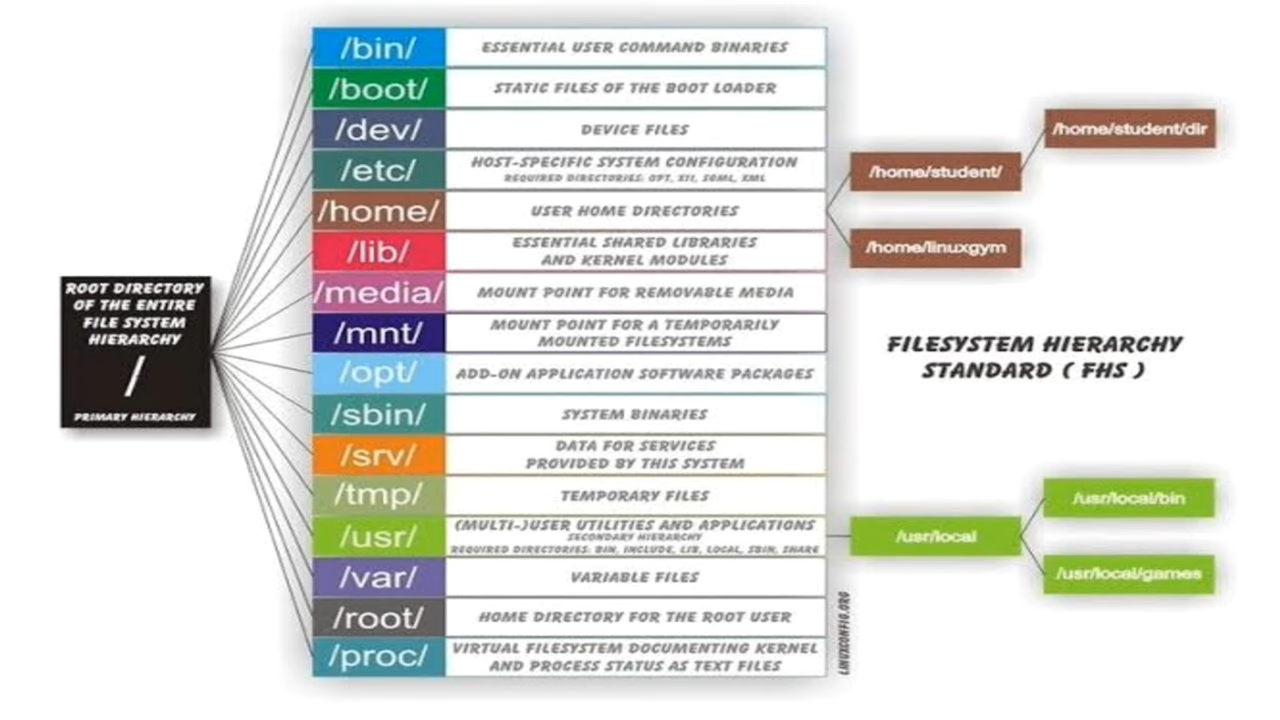 /bin/
ESSENTIAL USER COMMAND BINARIES
/boot/
STATIC FILES OF THE BOOT LOADER
/dev/
DEVICE FILES
/etc/
HOST-SPECIFIC SYSTEM CONFIGURATION
REQUIRED DIRECTORIES: OPT, XII, SGML, XML
/home/
USER HOME DIRECTORIES
/lib/
ESSENTIAL SHARED LIBRARIES
AND KERNEL MODULES
/media/
MOUNT POINT FOR REMOVABLE MEDIA
/mnt/
MOUNT POINT FOR A TEMPORARILY
MOUNTED FILESYSTEMS
/opt/
ADD-ON APPLICATION SOFTWARE PACKAGES
/sbin/
SYSTEM BINARIES
/srv/
DATA FOR SERVICES
PROVIDED BY THIS SYSTEM
/tmp/
TEMPORARY FILES
/usr/
(MULTI-)USER UTILITIES AND APPLICATIONS
SECONDARY HIERARCHY
REQUIRED DIRECTORIES: BIN, INCLUDE, LIB, LOCAL, SBIN, SHARE
/var/
VARIABLE FILES
/root/
HOME DIRECTORY FOR THE ROOT USER
/proc/
VIRTUAL FILESYSTEM DOCUMENTING KERNEL
AND PROCESS STATUS AS TEXT FILES
ROOT DIRECTORY
OF THE ENTIRE
FILE SYSTEM
HIERARCHY
/
PRIMARY HIERARCHY
/home/student/
/home/student/dir
/home/linuxgym
FILESYSTEM HIERARCHY
STANDARD ( FHS )
/usr/local
/usr/local/bin
/usr/local/games
LINUXCONFIG.ORG